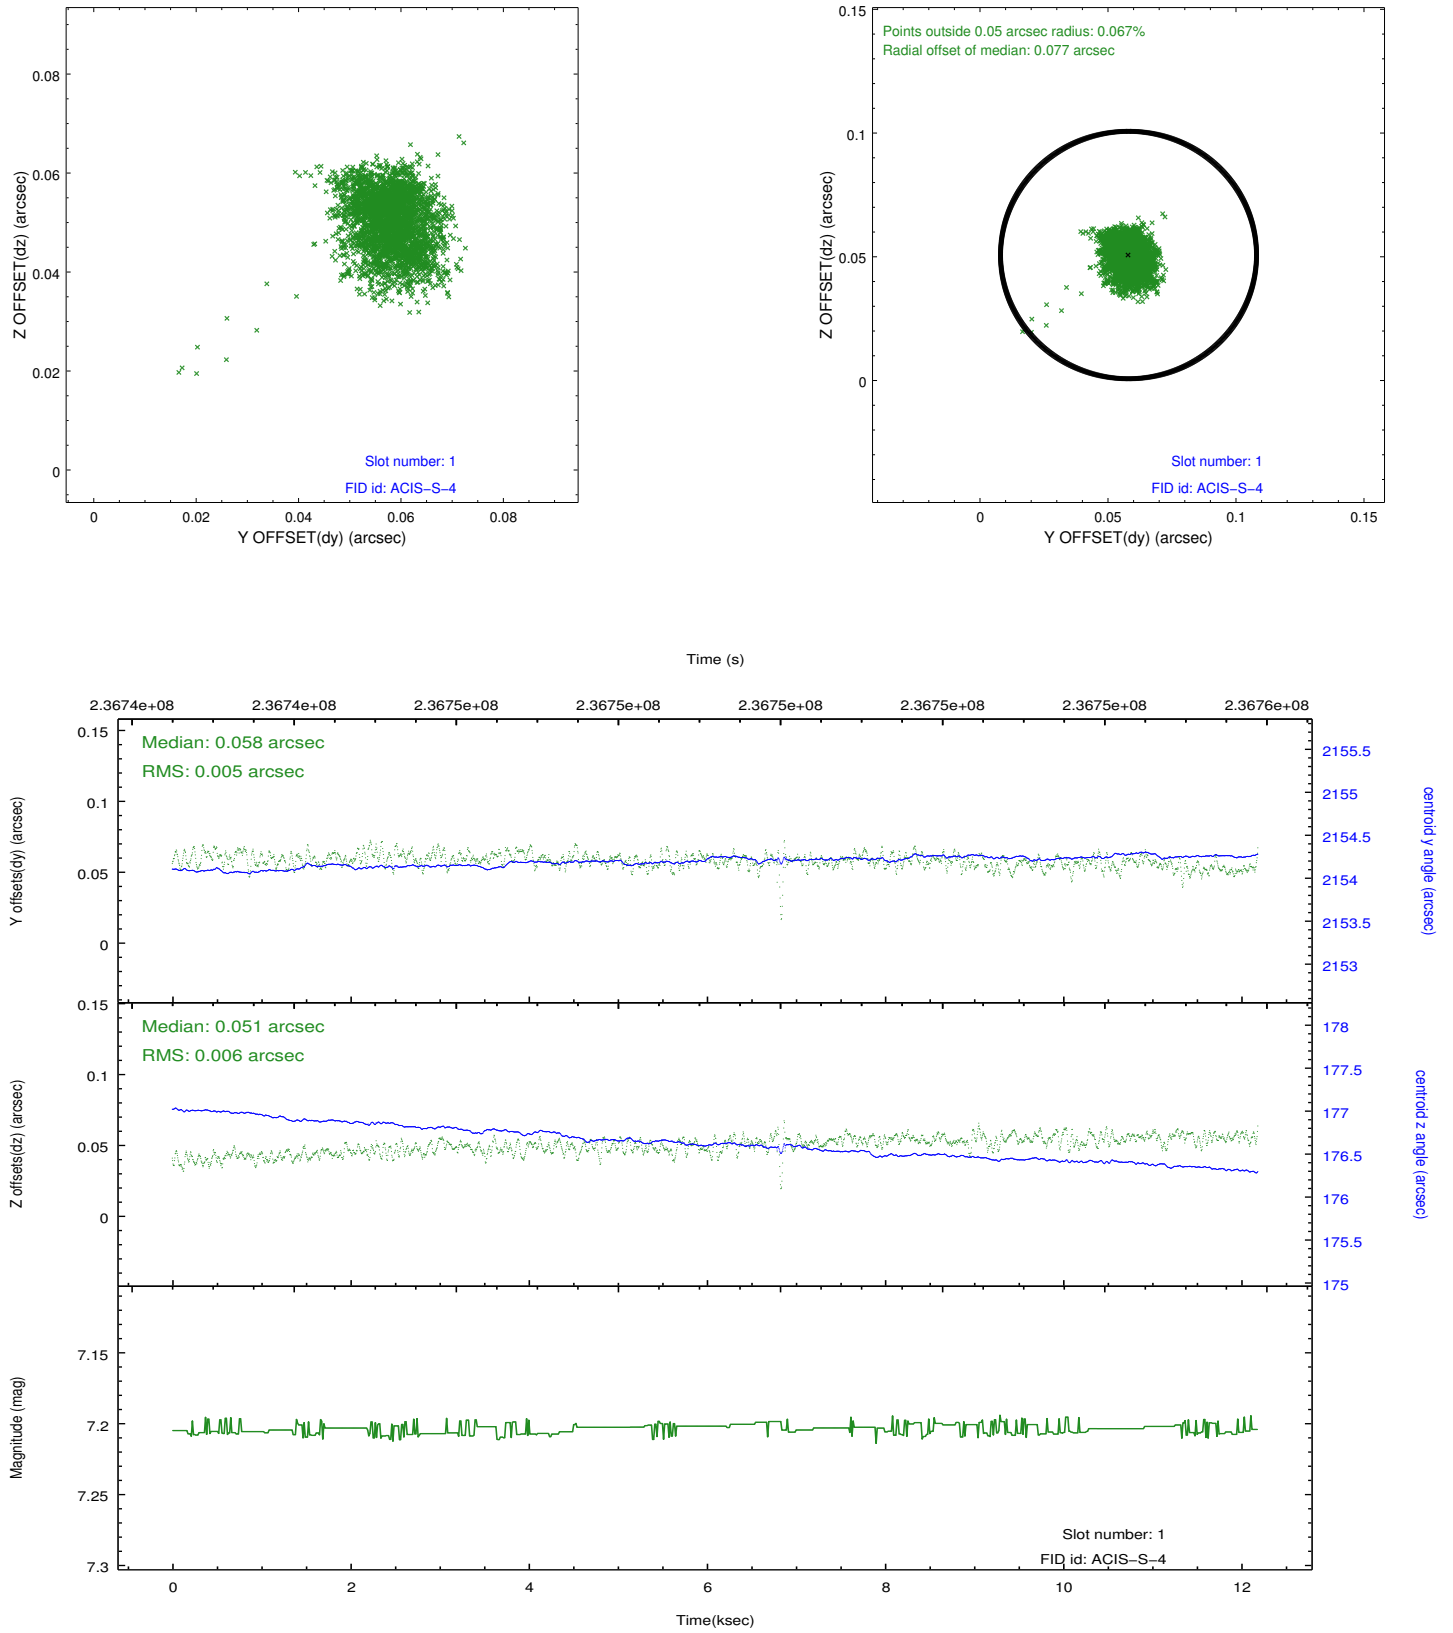 0.08
0.06
0.04
0.02
0
Z OFFSET(dz) (arcsec)
Slot number: 1
FID id: ACIS−S−4
0 0.02 0.04 0.06 0.08
Y OFFSET(dy) (arcsec)
0.15
0.1
0.05
0
Z OFFSET(dz) (arcsec)
Points outside 0.05 arcsec radius: 0.067%
Radial offset of median: 0.077 arcsec
Slot number: 1
FID id: ACIS−S−4
0 0.05 0.1 0.15
Y OFFSET(dy) (arcsec)
Time (s)
2.3674e+08 2.3674e+08 2.3675e+08 2.3675e+08 2.3675e+08 2.3675e+08 2.3675e+08 2.3676e+08
0.15
0.1
0.05
0
Y offsets(dy) (arcsec)
Median: 0.058 arcsec
RMS: 0.005 arcsec
2155.5
2155
2154.5
2154
2153.5
2153
centroid y angle (arcsec)
0.15
0.1
0.05
0
Z offsets(dz) (arcsec)
Median: 0.051 arcsec
RMS: 0.006 arcsec
178
177.5
177
176.5
176
175.5
175
centroid z angle (arcsec)
7.15
7.2
7.25
7.3
Magnitude (mag)
Slot number: 1
FID id: ACIS−S−4
0 2 4 6 8 10 12
Time(ksec)